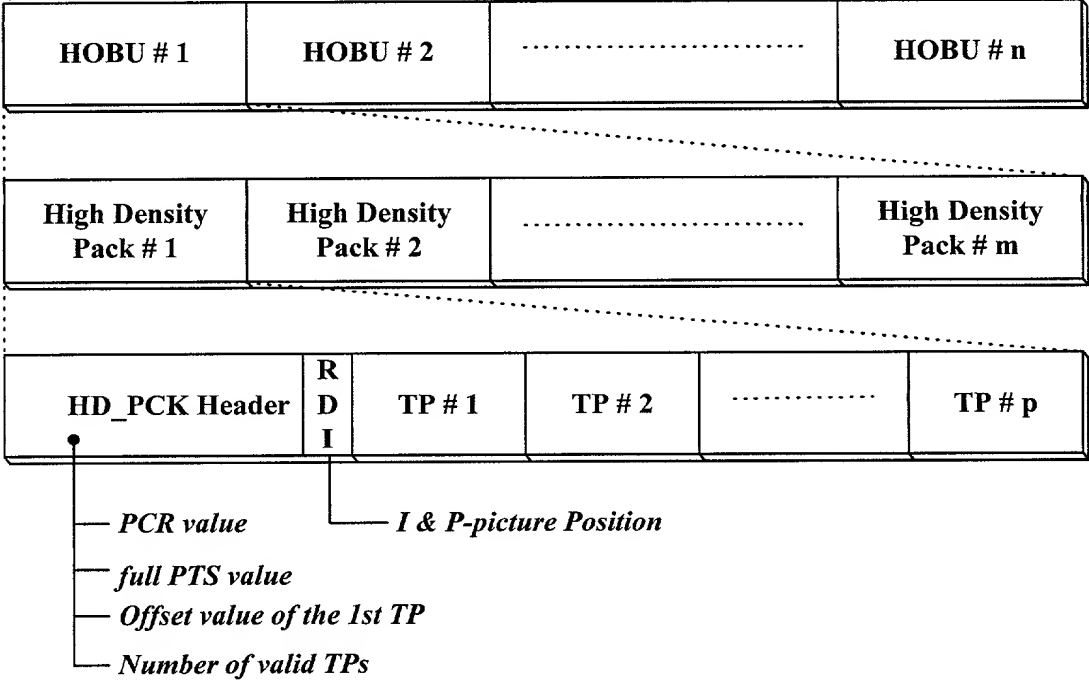 HOBU # 1
HOBU # 2
HOBU # n
High Density
Pack # 1
High Density
Pack # 2
High Density
Pack # m
HD_PCK Header
R
D
I
TP # 1
TP # 2
TP # p
PCR value
I & P-picture Position
full PTS value
Offset value of the 1st TP
Number of valid TPs